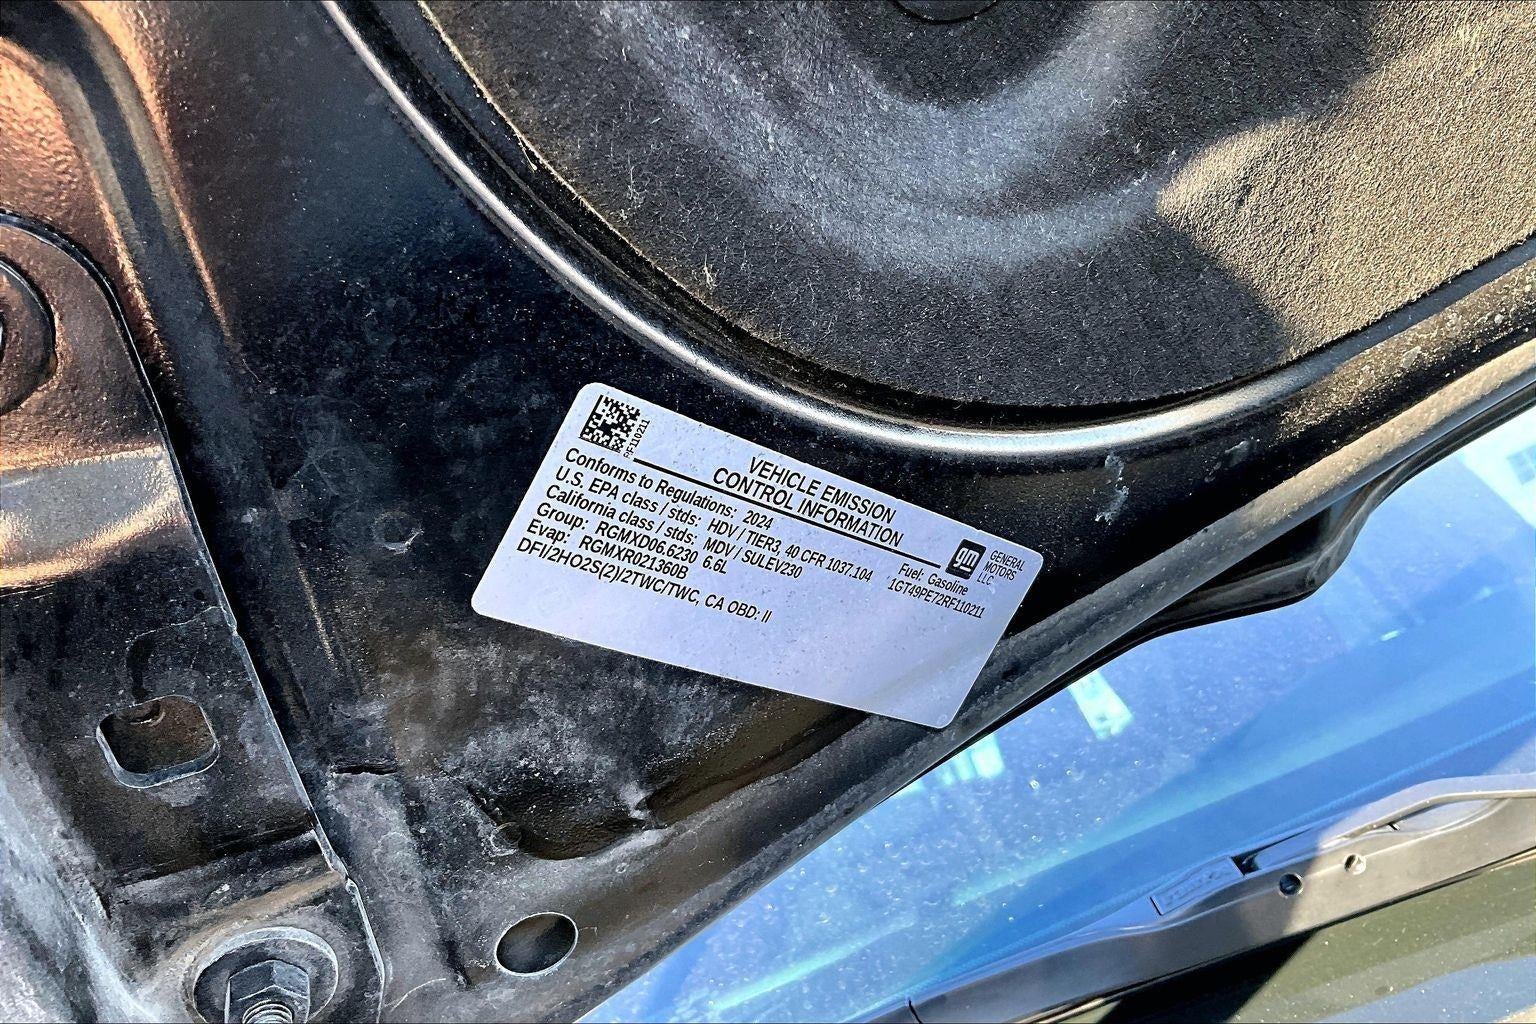 RF110211
VEHICLE EMISSION
CONTROL INFORMATION
gm GENERAL
MOTORS
LLC.
Conforms to Regulations: 2024
U.S. EPA class / stds: HDV / TIER3, 40 CFR 1037.104
California class / stds: MDV / SULEV230
Group: RGMXD06.6230 6.6L
Evap: RGMXR021360B
DFI/2HO2S(2)/2TWC/TWC, CA OBD: II
Fuel: Gasoline
1GT49PE72RF110211